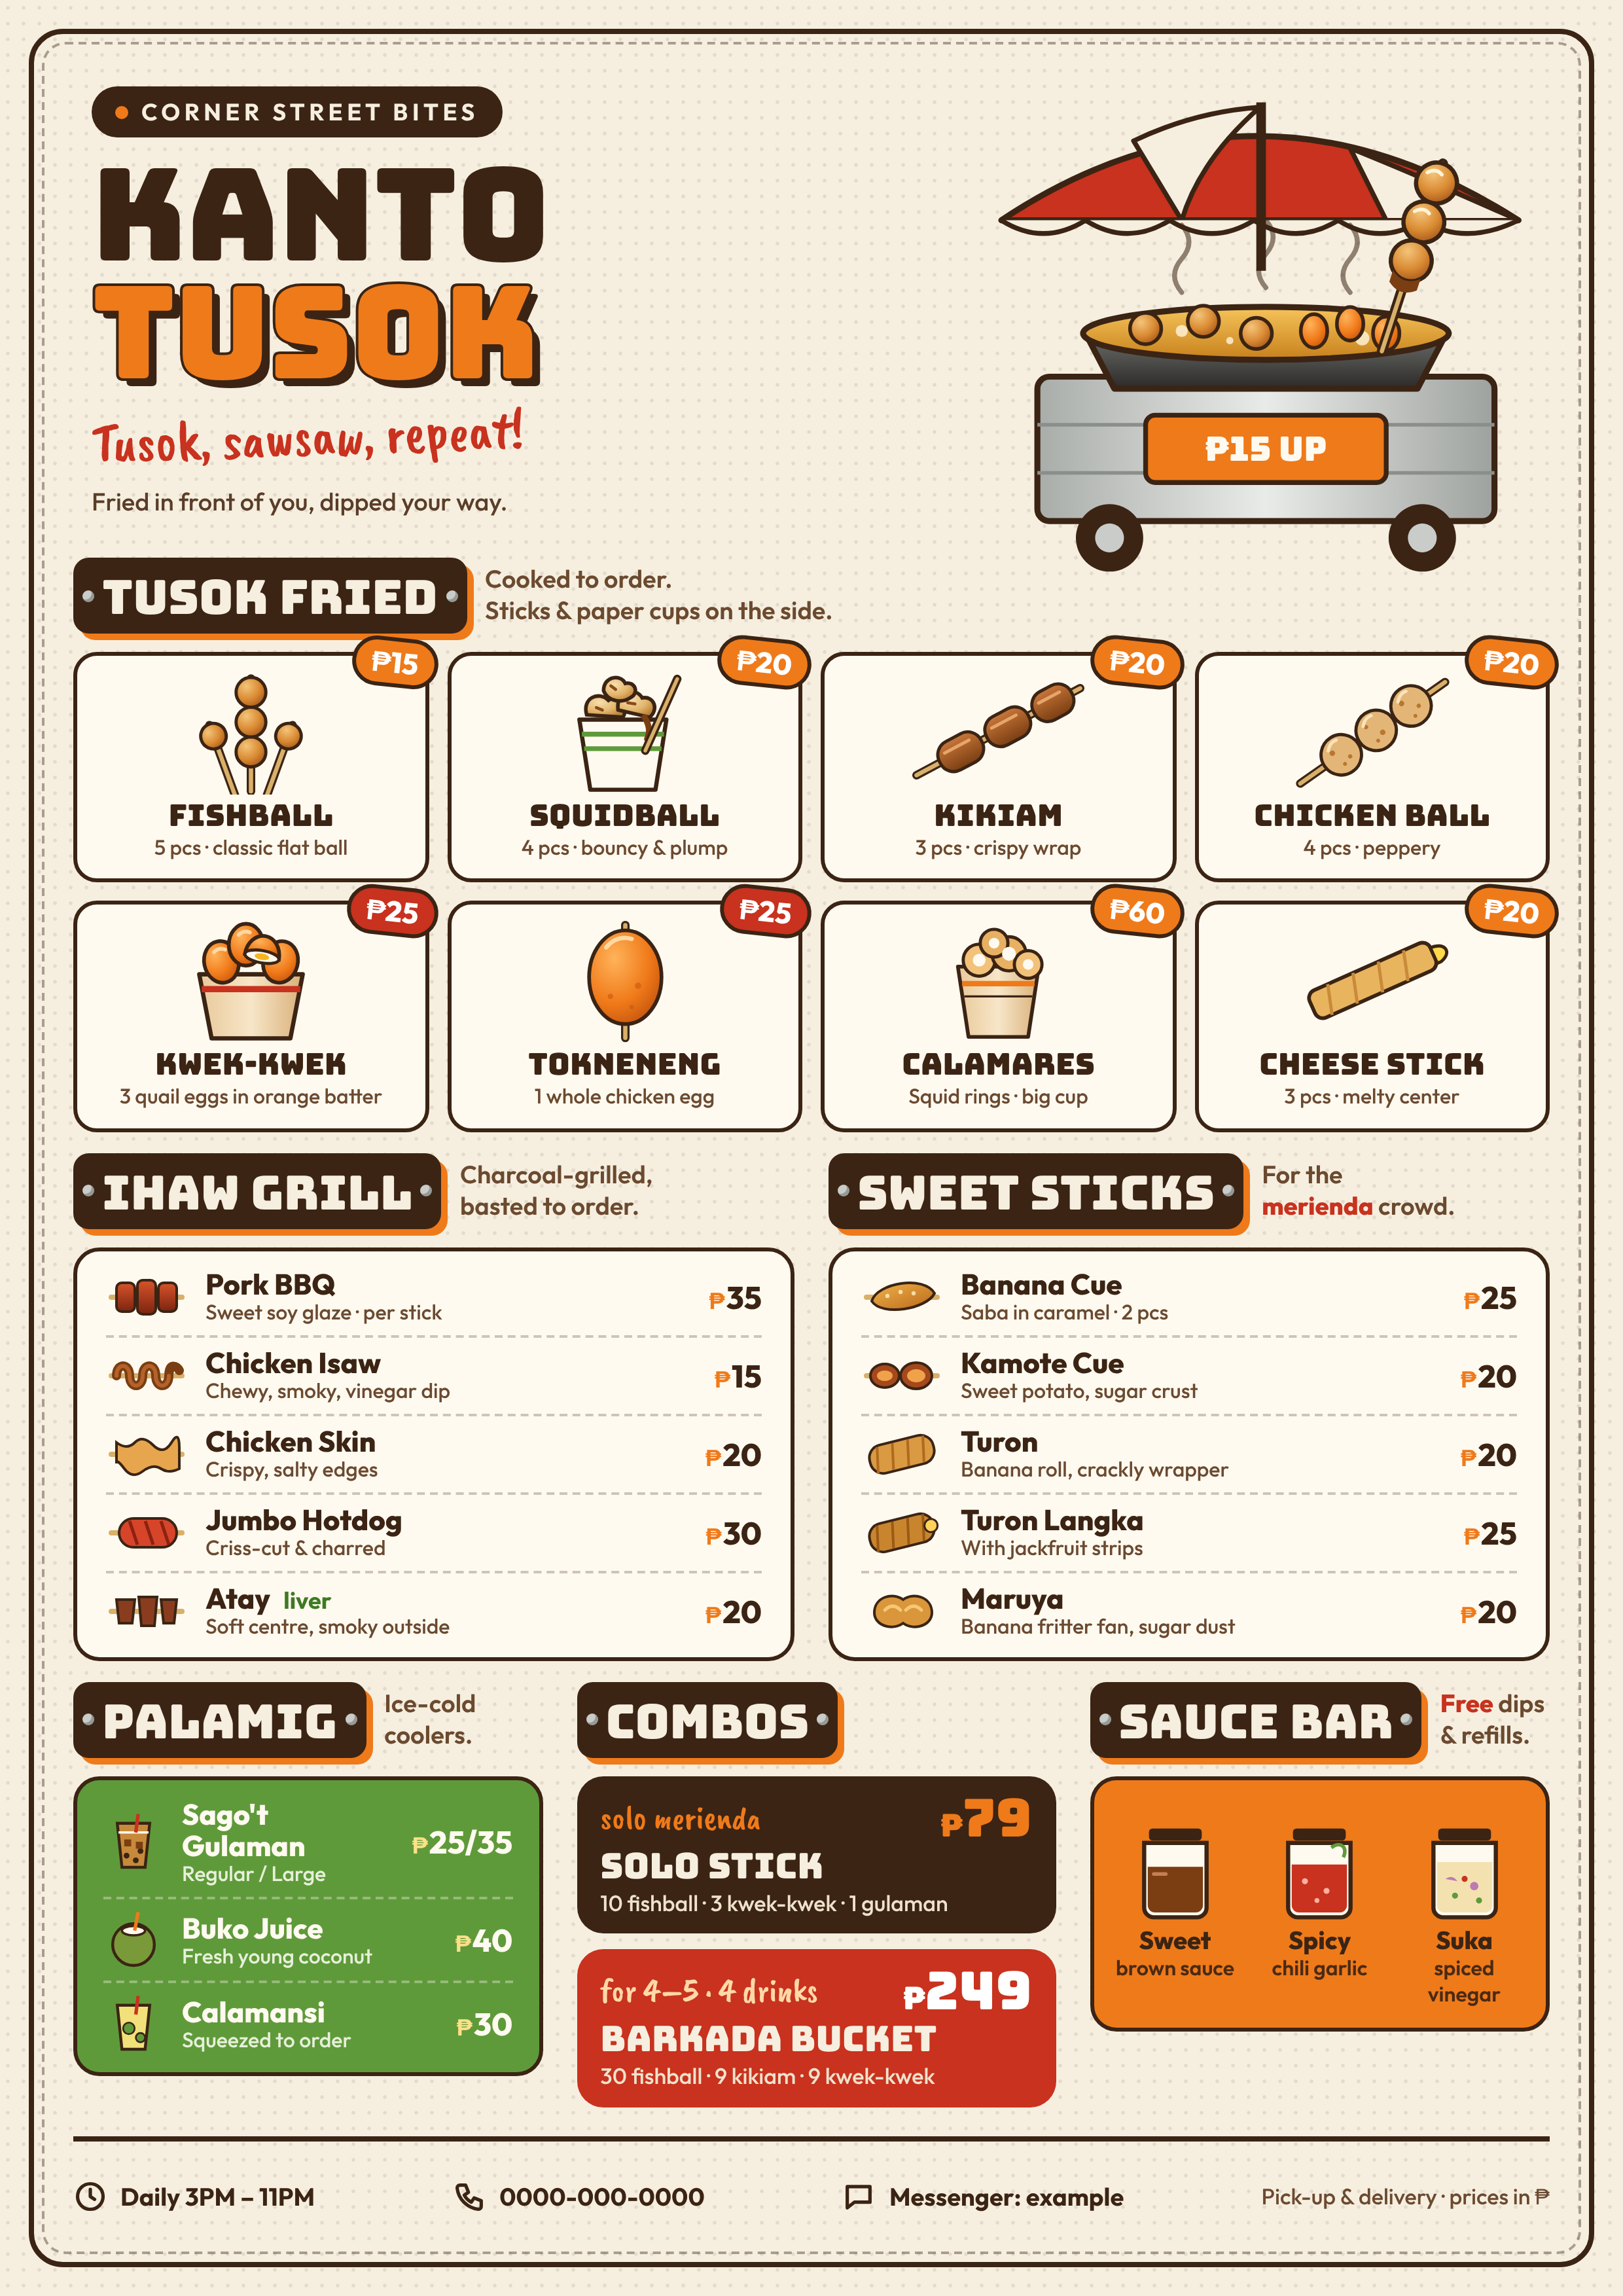 CORNER STREET BITES
KANTO
TUSOK
Tusok, sawsaw, repeat!
Fried in front of you, dipped your way.
₱15 UP
TUSOK FRIED
Cooked to order.
Sticks & paper cups on the side.
₱15
FISHBALL
5 pcs · classic flat ball
₱20
SQUIDBALL
4 pcs · bouncy & plump
₱20
KIKIAM
3 pcs · crispy wrap
₱20
CHICKEN BALL
4 pcs · peppery
₱25
KWEK-KWEK
3 quail eggs in orange batter
₱25
TOKNENENG
1 whole chicken egg
₱60
CALAMARES
Squid rings · big cup
₱20
CHEESE STICK
3 pcs · melty center
IHAW GRILL
Charcoal-grilled,
basted to order.
Pork BBQ
Sweet soy glaze · per stick
₱35
Chicken Isaw
Chewy, smoky, vinegar dip
₱15
Chicken Skin
Crispy, salty edges
₱20
Jumbo Hotdog
Criss-cut & charred
₱30
Atay liver
Soft centre, smoky outside
₱20
SWEET STICKS
For the
merienda crowd.
Banana Cue
Saba in caramel · 2 pcs
₱25
Kamote Cue
Sweet potato, sugar crust
₱20
Turon
Banana roll, crackly wrapper
₱20
Turon Langka
With jackfruit strips
₱25
Maruya
Banana fritter fan, sugar dust
₱20
PALAMIG
Ice-cold
coolers.
Sago't
Gulaman
Regular / Large
₱25/35
Buko Juice
Fresh young coconut
₱40
Calamansi
Squeezed to order
₱30
COMBOS
solo merienda
₱79
SOLO STICK
10 fishball · 3 kwek-kwek · 1 gulaman
for 4–5 · 4 drinks
₱249
BARKADA BUCKET
30 fishball · 9 kikiam · 9 kwek-kwek
SAUCE BAR
Free dips
& refills.
Sweet
brown sauce
Spicy
chili garlic
Suka
spiced
vinegar
Daily 3PM – 11PM
0000-000-0000
Messenger: example
Pick-up & delivery · prices in ₱